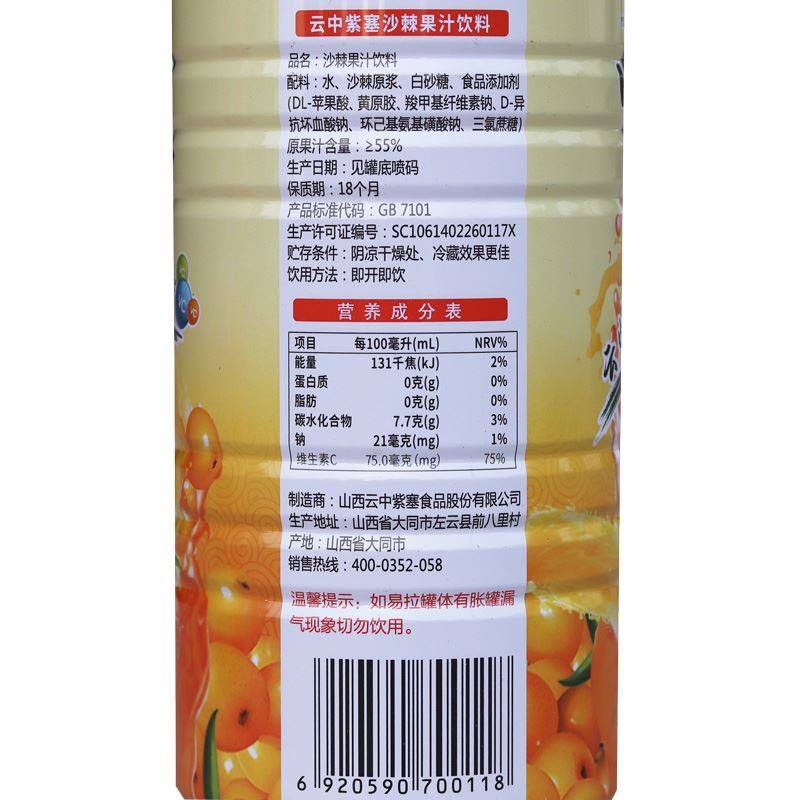 云中紫塞沙棘果汁饮料
品名：沙棘果汁饮料
配料：水、沙棘原浆、白砂糖、食品添加剂
(DL-苹果酸、黄原胶、羧甲基纤维素钠、D-异
抗坏血酸钠、环己基氨基磺酸钠、三氯蔗糖)
原果汁含量：≥55%
生产日期：见罐底喷码
保质期：18个月
产品标准代码：GB 7101
生产许可证编号：SC1061402260117X
贮存条件：阴凉干燥处、冷藏效果更佳
饮用方法：即开即饮
营养成分表
项目 每100毫升(mL) NRV%
能量 131千焦(kJ) 2%
蛋白质 0克(g) 0%
脂肪 0克(g) 0%
碳水化合物 7.7克(g) 3%
钠 21毫克(mg) 1%
维生素C 75.0毫克(mg) 75%
制造商：山西云中紫塞食品股份有限公司
生产地址：山西省大同市左云县前八里村
产地：山西省大同市
销售热线：400-0352-058
温馨提示：如易拉罐体有胀罐漏
气现象切勿饮用。
6 920590 700118